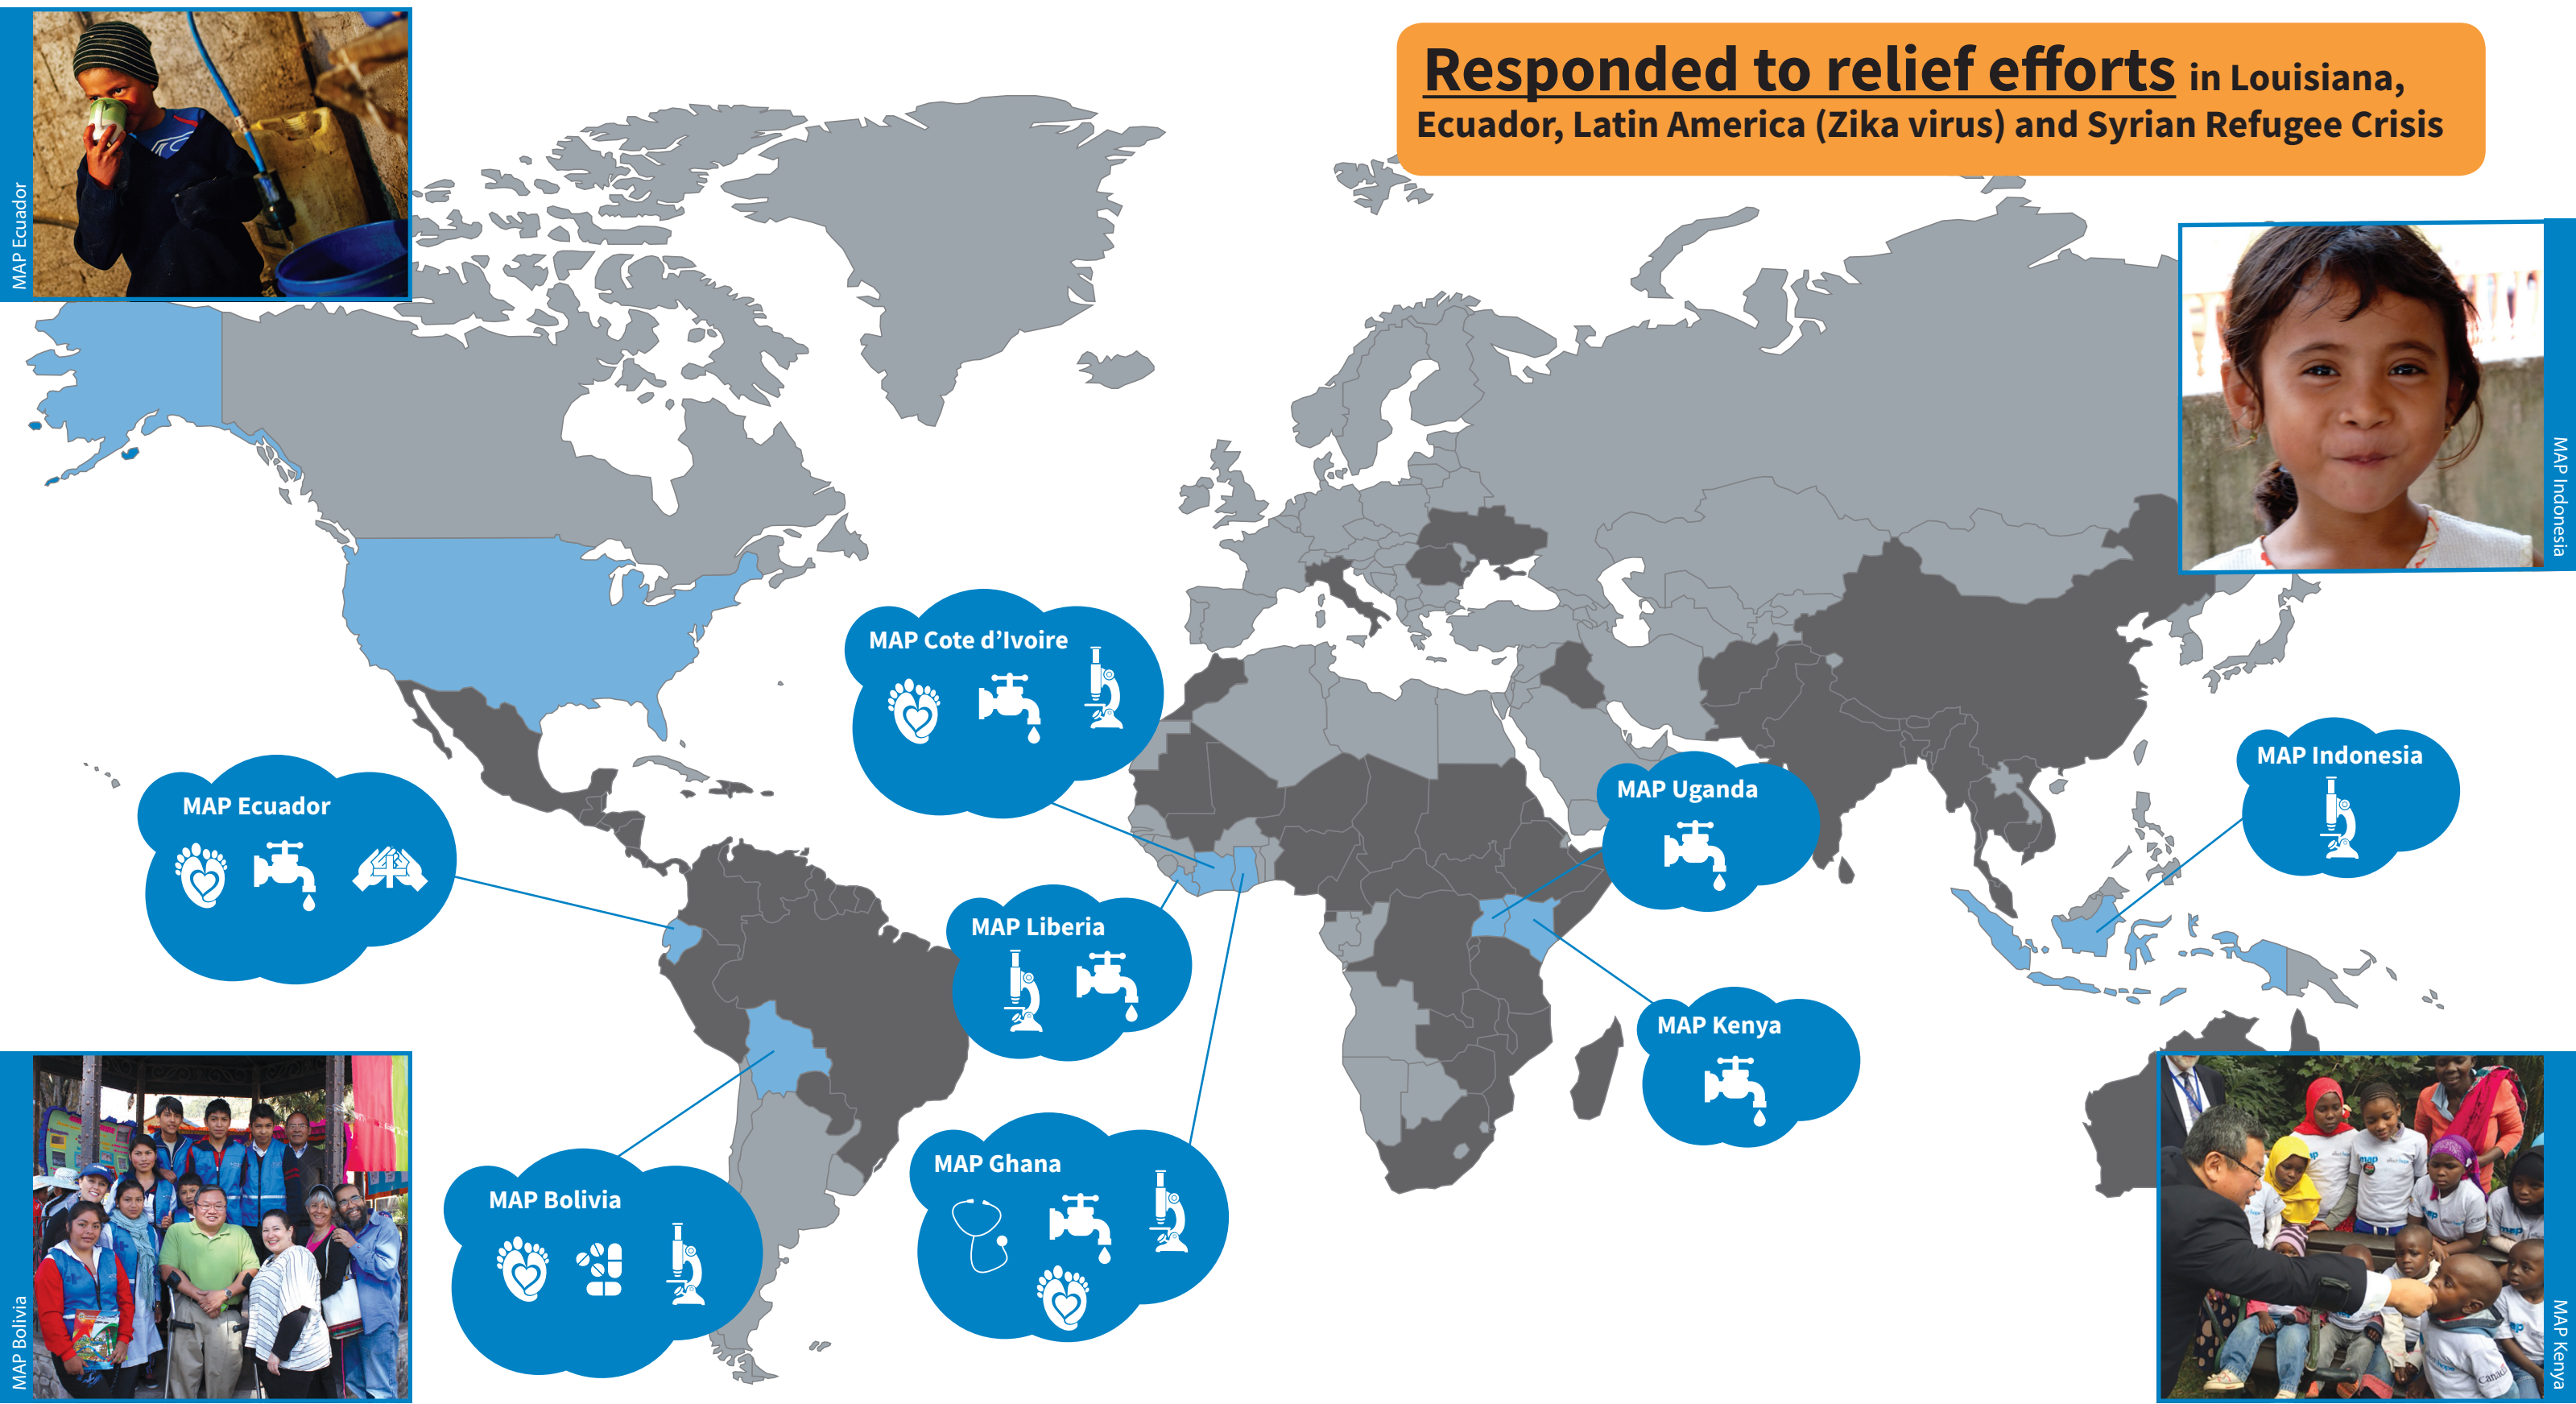 Responded to relief efforts in Louisiana,
Ecuador, Latin America (Zika virus) and Syrian Refugee Crisis
MAP Ecuador
MAP Indonesia
MAP Cote d’Ivoire
MAP Ecuador
MAP Uganda
MAP Indonesia
MAP Liberia
MAP Kenya
MAP Ghana
MAP Bolivia
MAP Bolivia
MAP Kenya
map